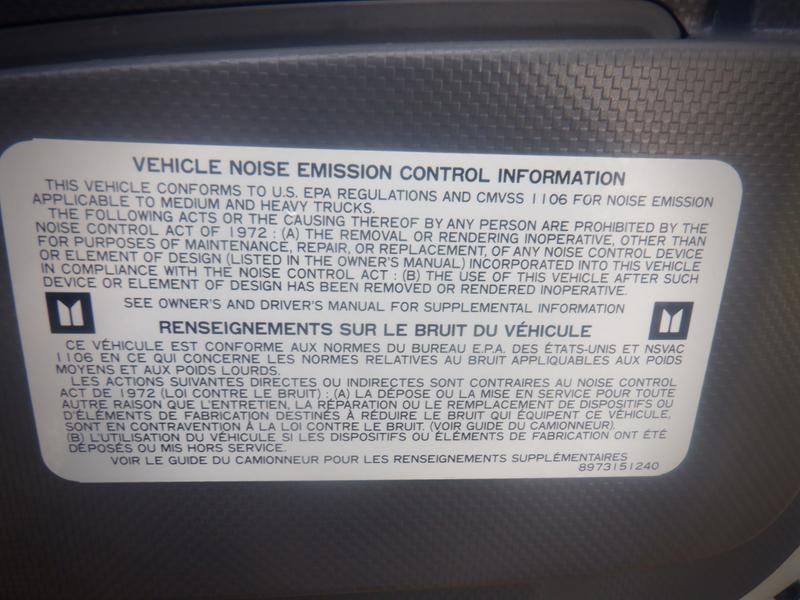 VEHICLE NOISE EMISSION CONTROL INFORMATION
THIS VEHICLE CONFORMS TO U.S. EPA REGULATIONS AND CMVSS 1106 FOR NOISE EMISSION
APPLICABLE TO MEDIUM AND HEAVY TRUCKS.
THE FOLLOWING ACTS OR THE CAUSING THEREOF BY ANY PERSON ARE PROHIBITED BY THE
NOISE CONTROL ACT OF 1972 : (A) THE REMOVAL OR RENDERING INOPERATIVE, OTHER THAN
FOR PURPOSES OF MAINTENANCE, REPAIR, OR REPLACEMENT, OF ANY NOISE CONTROL DEVICE
OR ELEMENT OF DESIGN (LISTED IN THE OWNER'S MANUAL) INCORPORATED INTO THIS VEHICLE
IN COMPLIANCE WITH THE NOISE CONTROL ACT : (B) THE USE OF THIS VEHICLE AFTER SUCH
DEVICE OR ELEMENT OF DESIGN HAS BEEN REMOVED OR RENDERED INOPERATIVE.
SEE OWNER'S AND DRIVER'S MANUAL FOR SUPPLEMENTAL INFORMATION
RENSEIGNEMENTS SUR LE BRUIT DU VÉHICULE
CE VÉHICULE EST CONFORME AUX NORMES DU BUREAU E.P.A. DES ÉTATS-UNIS ET NSVAC
1106 EN CE QUI CONCERNE LES NORMES RELATIVES AU BRUIT APPLIQUABLES AUX POIDS
MOYENS ET AUX POIDS LOURDS.
LES ACTIONS SUIVANTES DIRECTES OU INDIRECTES SONT CONTRAIRES AU NOISE CONTROL
ACT DE 1972 (LOI CONTRE LE BRUIT) : (A) LA DÉPOSE OU LA MISE EN SERVICE POUR TOUTE
AUTRE RAISON QUE L'ENTRETIEN, LA RÉPARATION OU LE REMPLACEMENT DE DISPOSITIFS OU
D'ÉLÉMENTS DE FABRICATION DESTINÉS À RÉDUIRE LE BRUIT QUI ÉQUIPENT CE VÉHICULE,
SONT EN CONTRAVENTION À LA LOI CONTRE LE BRUIT. (VOIR GUIDE DU CAMIONNEUR).
(B) L'UTILISATION DU VÉHICULE SI LES DISPOSITIFS OU ÉLÉMENTS DE FABRICATION ONT ÉTÉ
DÉPOSÉS OU MIS HORS SERVICE.
VOIR LE GUIDE DU CAMIONNEUR POUR LES RENSEIGNEMENTS SUPPLÉMENTAIRES
8973151240